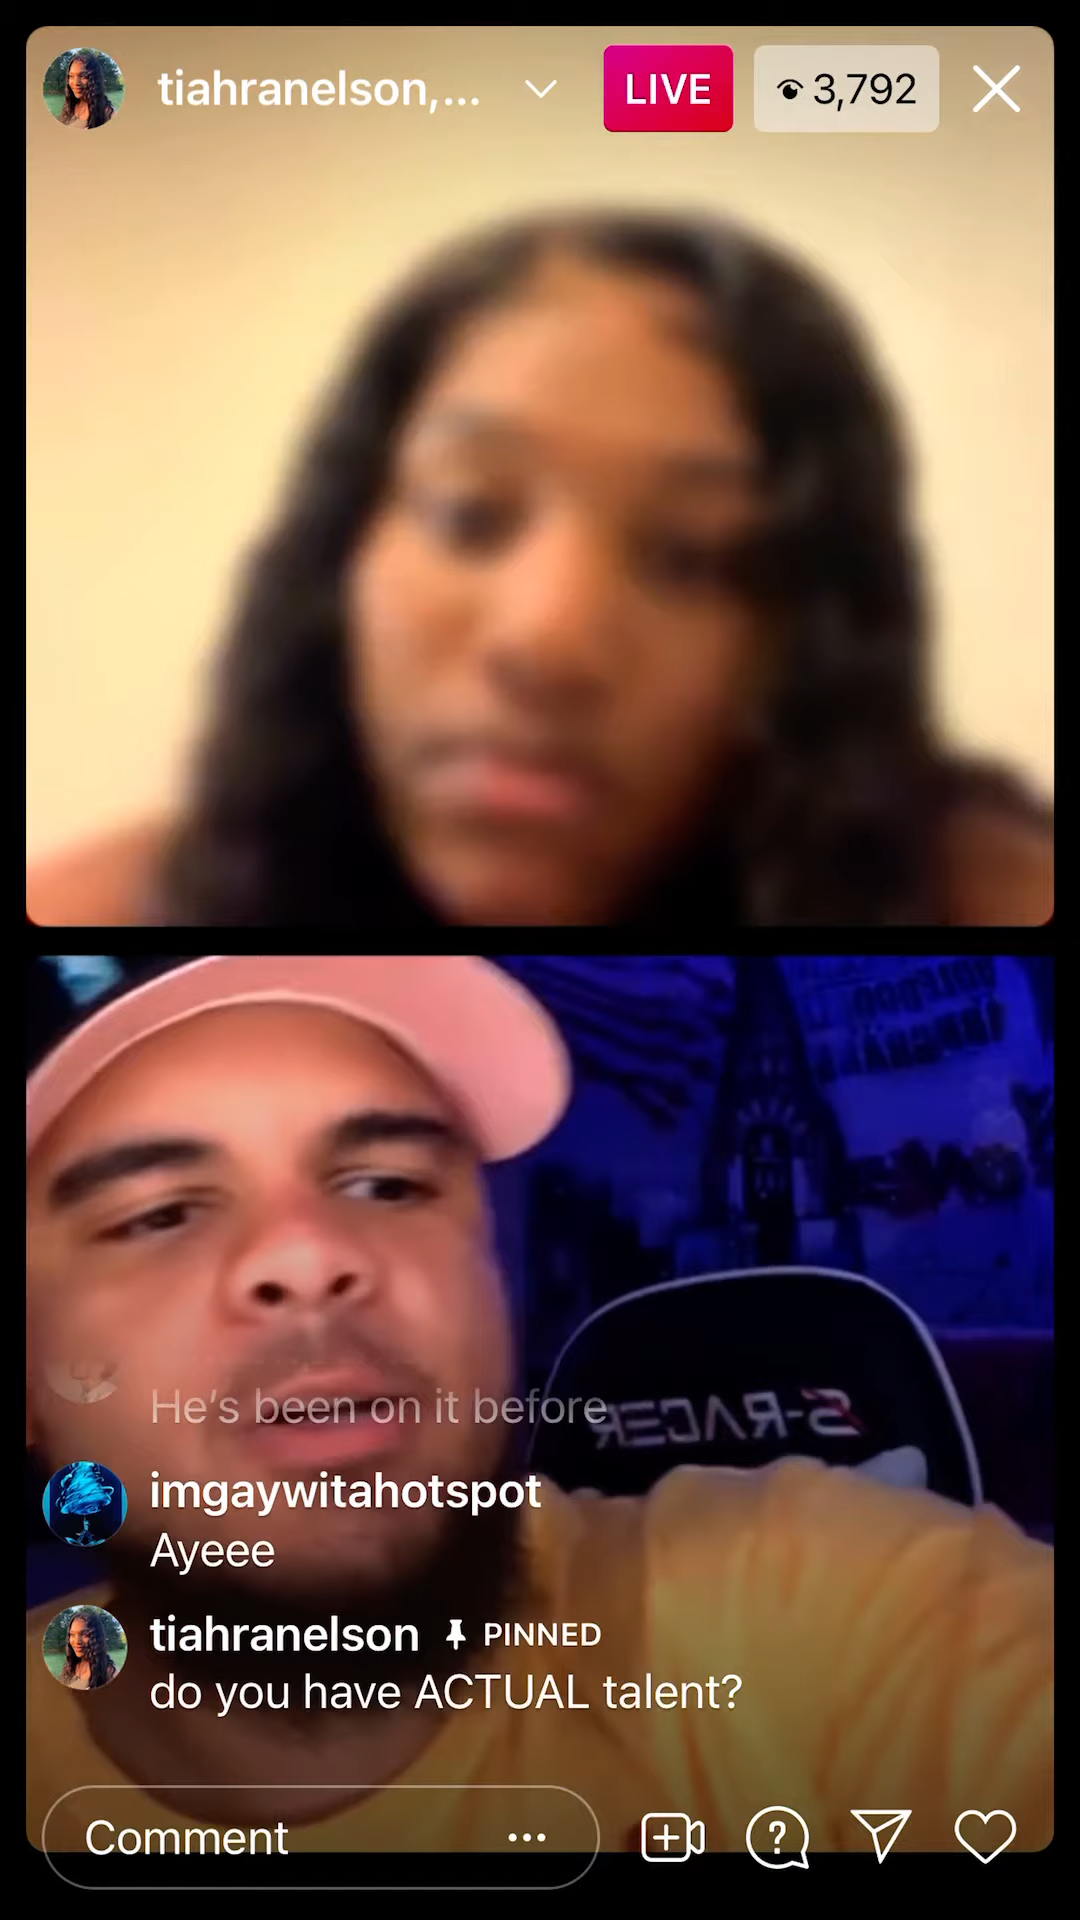 tiahranelson,...
LIVE
3,792
He's been on it before
S-RACER
imgaywitahotspot
Ayeee
tiahranelson PINNED
do you have ACTUAL talent?
Comment